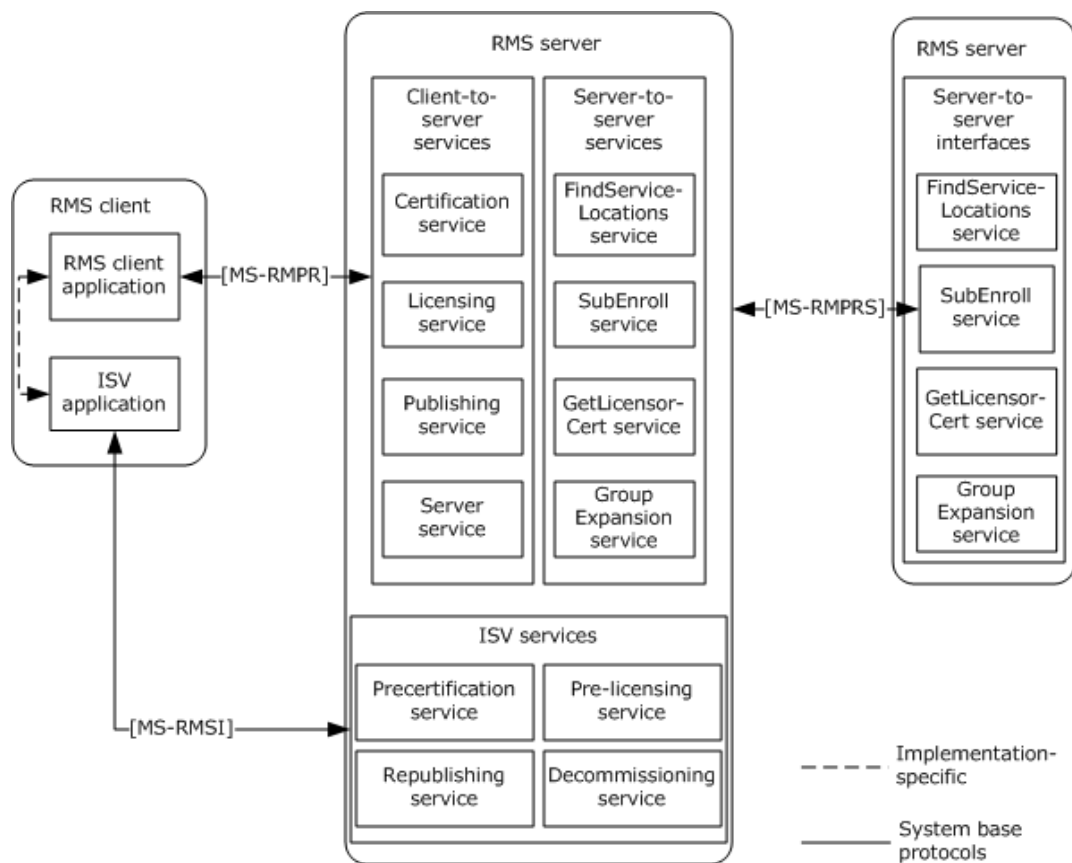 RMS server
Client-to-
server
services
Server-to-
server
services
Certification
service
FindService-
Locations
service
Licensing
service
SubEnroll
service
Publishing
service
GetLicensor-
Cert service
Server
service
Group
Expansion
service
ISV services
Precertification
service
Pre-licensing
service
Republishing
service
Decommissioning
service
RMS client
RMS client
application
ISV
application
[MS-RMPR]
[MS-RMSI]
[MS-RMPRS]
RMS server
Server-to-
server
interfaces
FindService-
Locations
service
SubEnroll
service
GetLicensor-
Cert service
Group
Expansion
service
Implementation-
specific
System base
protocols